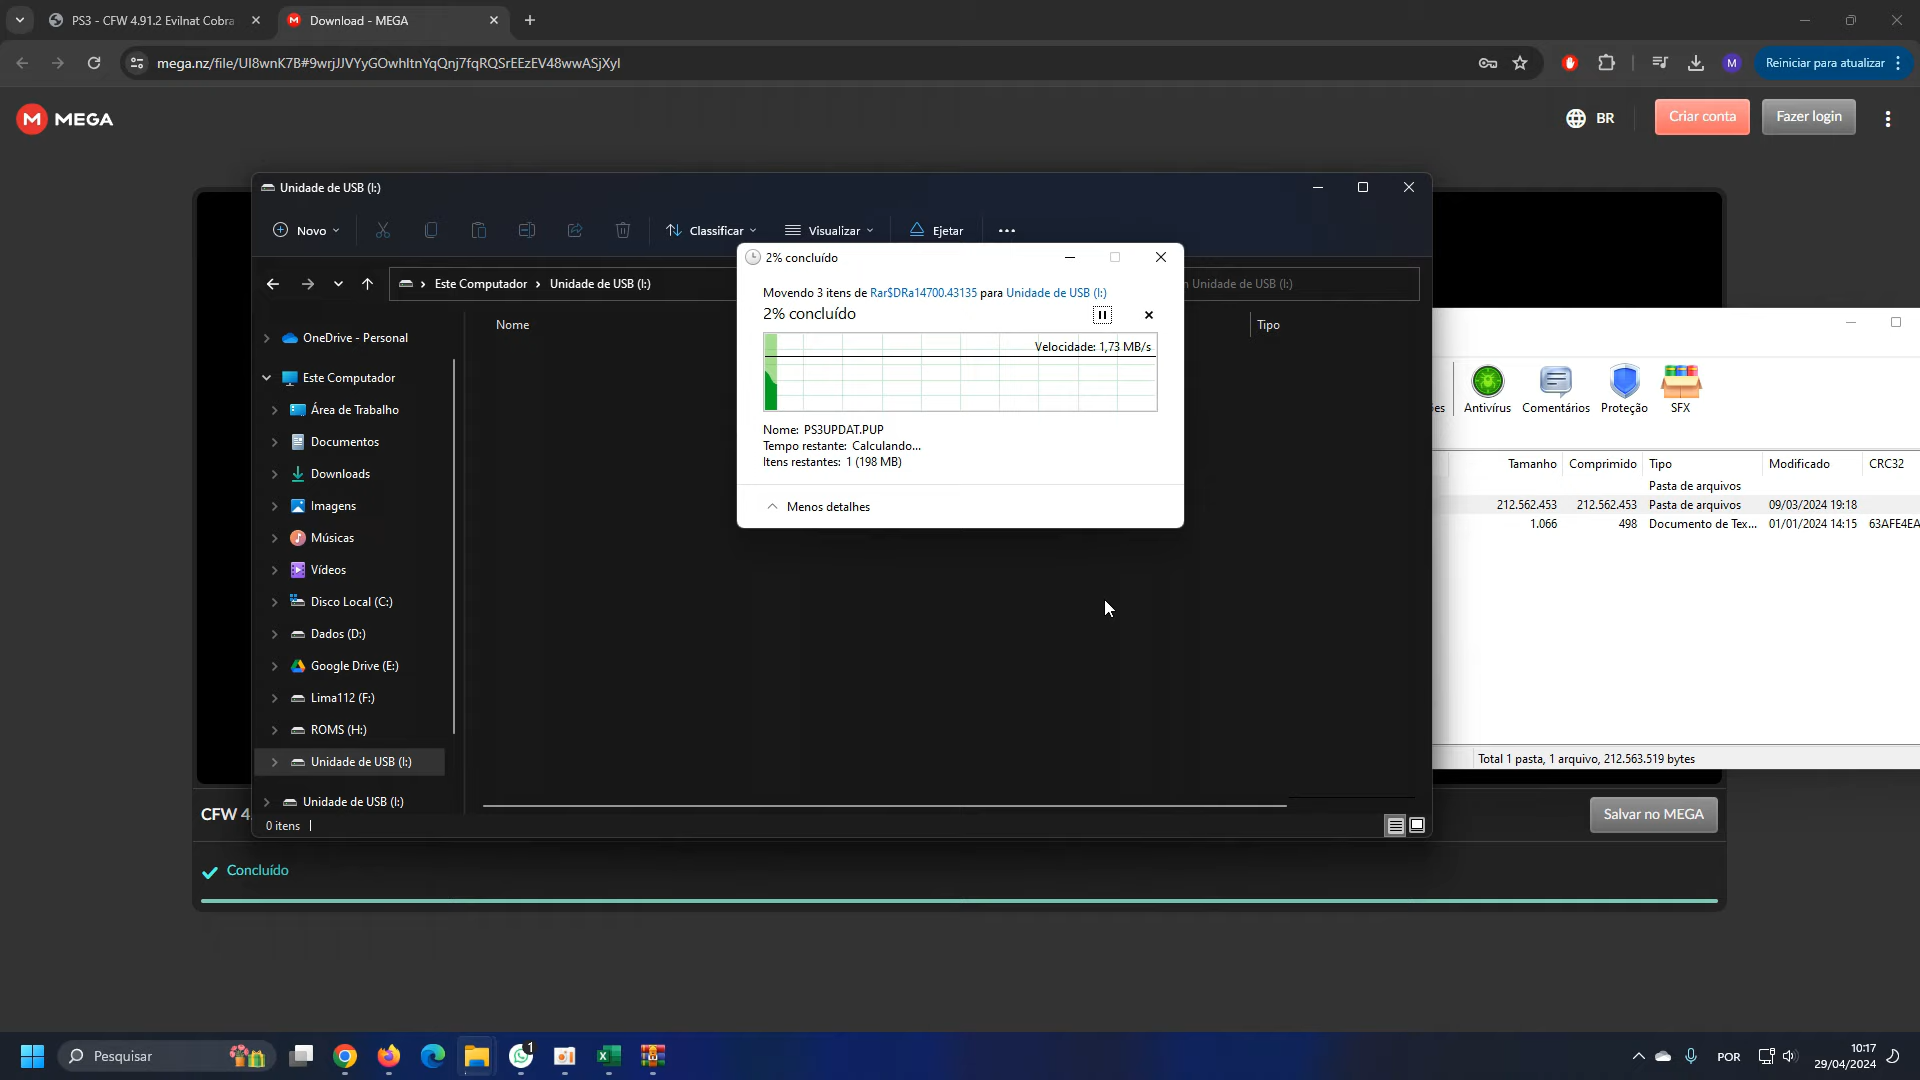 PS3 - CFW 4.91.2 Evilnat Cobra
Download - MEGA
mega.nz/file/UI8wnK7B#9wrjJJVYyGOwhItnYqQnj7fqRQSrEEzEV48wwASjXyI
M
Reiniciar para atualizar
M MEGA
BR
Criar conta
Fazer login
Unidade de USB (I:)
Novo
Classificar
Visualizar
Ejetar
Este Computador
Unidade de USB (I:)
Unidade de USB (I:)
Nome
Tipo
OneDrive - Personal
Este Computador
Área de Trabalho
Documentos
Downloads
Imagens
Músicas
Vídeos
Disco Local (C:)
Dados (D:)
Google Drive (E:)
Lima112 (F:)
ROMS (H:)
Unidade de USB (I:)
Unidade de USB (I:)
0 itens
2% concluído
Movendo 3 itens de Rar$DRa14700.43135 para Unidade de USB (I:)
2% concluído
Velocidade: 1,73 MB/s
Nome: PS3UPDAT.PUP
Tempo restante: Calculando...
Itens restantes: 1 (198 MB)
Menos detalhes
Antivírus
Comentários
Proteção
SFX
Tamanho Comprimido Tipo Modificado CRC32
Pasta de arquivos
212.562.453 212.562.453 Pasta de arquivos 09/03/2024 19:18
1.066 498 Documento de Tex... 01/01/2024 14:15 63AFE4EA
Total 1 pasta, 1 arquivo, 212.563.519 bytes
CFW 4.
Salvar no MEGA
Concluído
Pesquisar
1
POR
10:17
29/04/2024